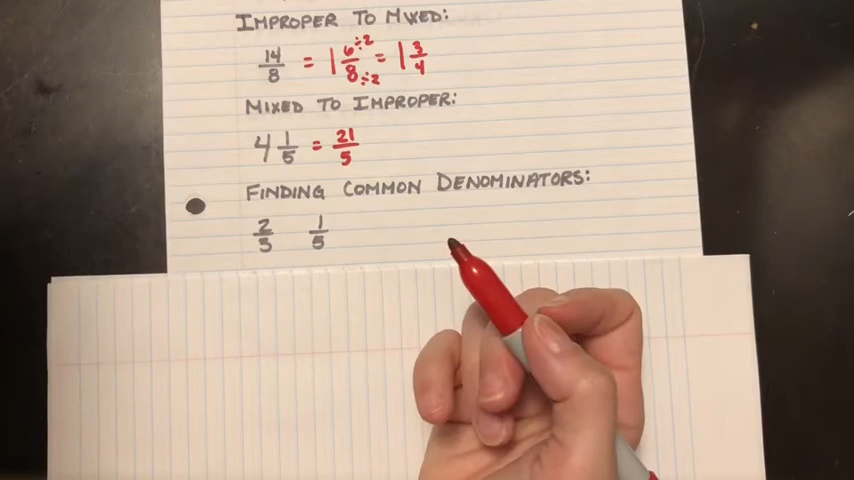 IMPROPER TO MIXED:
14/8 = 1 6÷2/8÷2 = 1 3/4
MIXED TO IMPROPER:
4 1/5 = 21/5
FINDING COMMON DENOMINATORS:
2/3 1/5